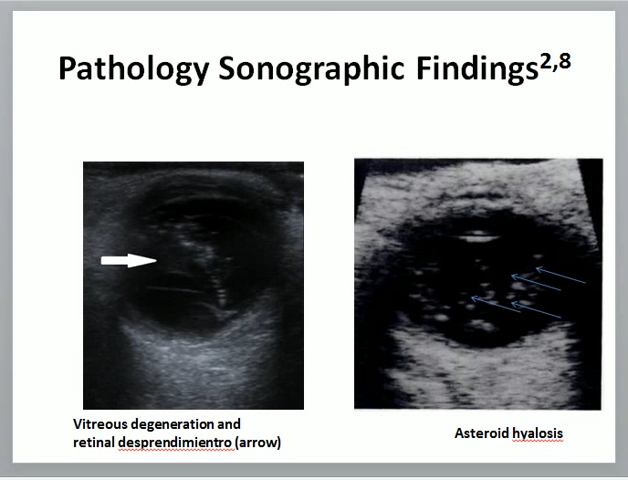 Pathology Sonographic Findings2,8
Vitreous degeneration and
retinal desprendimientro (arrow)
Asteroid hyalosis